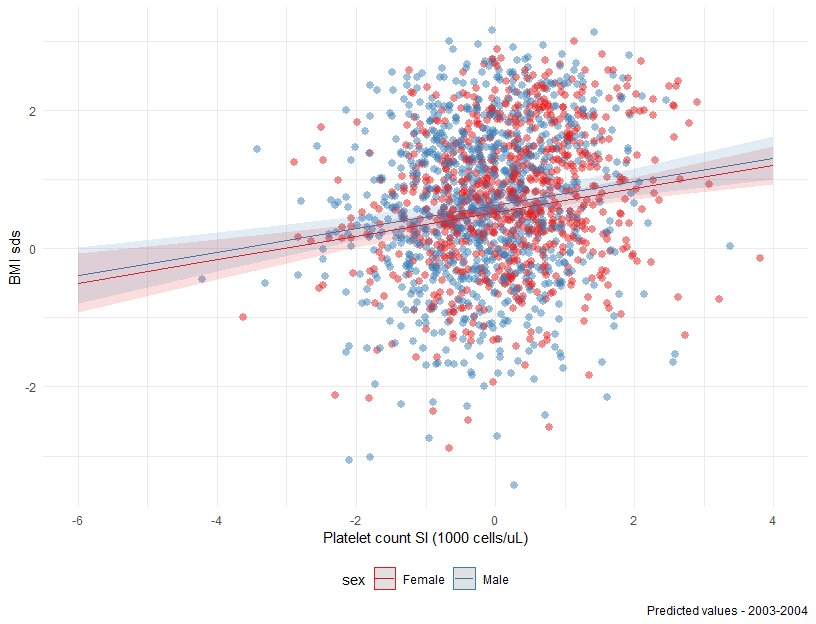 2
0
-2
BMI sds
-6
-4
-2
0
2
4
Platelet count SI (1000 cells/uL)
sex Female Male
Predicted values - 2003-2004